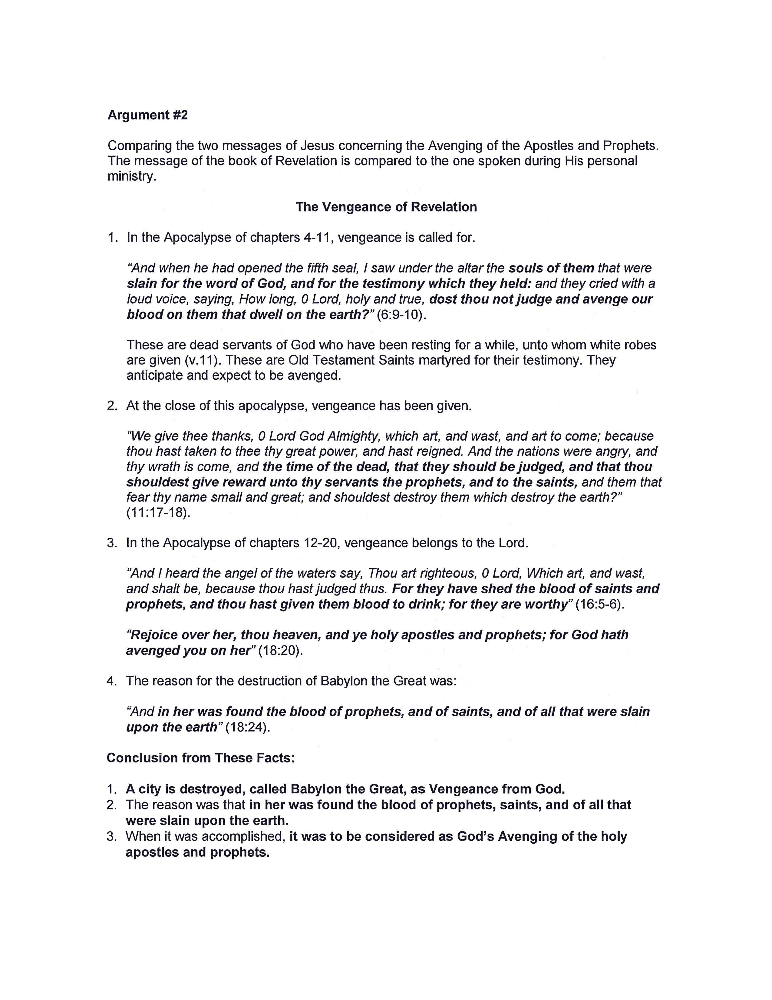 Argument #2
Comparing the two messages of Jesus concerning the Avenging of the Apostles and Prophets.
The message of the book of Revelation is compared to the one spoken during His personal
ministry.
The Vengeance of Revelation
1. In the Apocalypse of chapters 4-11, vengeance is called for.
“And when he had opened the fifth seal, I saw under the altar the souls of them that were
slain for the word of God, and for the testimony which they held: and they cried with a
loud voice, saying, How long, 0 Lord, holy and true, dost thou not judge and avenge our
blood on them that dwell on the earth?” (6:9-10).
These are dead servants of God who have been resting for a while, unto whom white robes
are given (v.11). These are Old Testament Saints martyred for their testimony. They
anticipate and expect to be avenged.
2. At the close of this apocalypse, vengeance has been given.
“We give thee thanks, 0 Lord God Almighty, which art, and wast, and art to come; because
thou hast taken to thee thy great power, and hast reigned. And the nations were angry, and
thy wrath is come, and the time of the dead, that they should be judged, and that thou
shouldest give reward unto thy servants the prophets, and to the saints, and them that
fear thy name small and great; and shouldest destroy them which destroy the earth?”
(11:17-18).
3. In the Apocalypse of chapters 12-20, vengeance belongs to the Lord.
“And I heard the angel of the waters say, Thou art righteous, 0 Lord, Which art, and wast,
and shalt be, because thou hast judged thus. For they have shed the blood of saints and
prophets, and thou hast given them blood to drink; for they are worthy” (16:5-6).
“Rejoice over her, thou heaven, and ye holy apostles and prophets; for God hath
avenged you on her” (18:20).
4. The reason for the destruction of Babylon the Great was:
“And in her was found the blood of prophets, and of saints, and of all that were slain
upon the earth” (18:24).
Conclusion from These Facts:
1. A city is destroyed, called Babylon the Great, as Vengeance from God.
2. The reason was that in her was found the blood of prophets, saints, and of all that
were slain upon the earth.
3. When it was accomplished, it was to be considered as God’s Avenging of the holy
apostles and prophets.